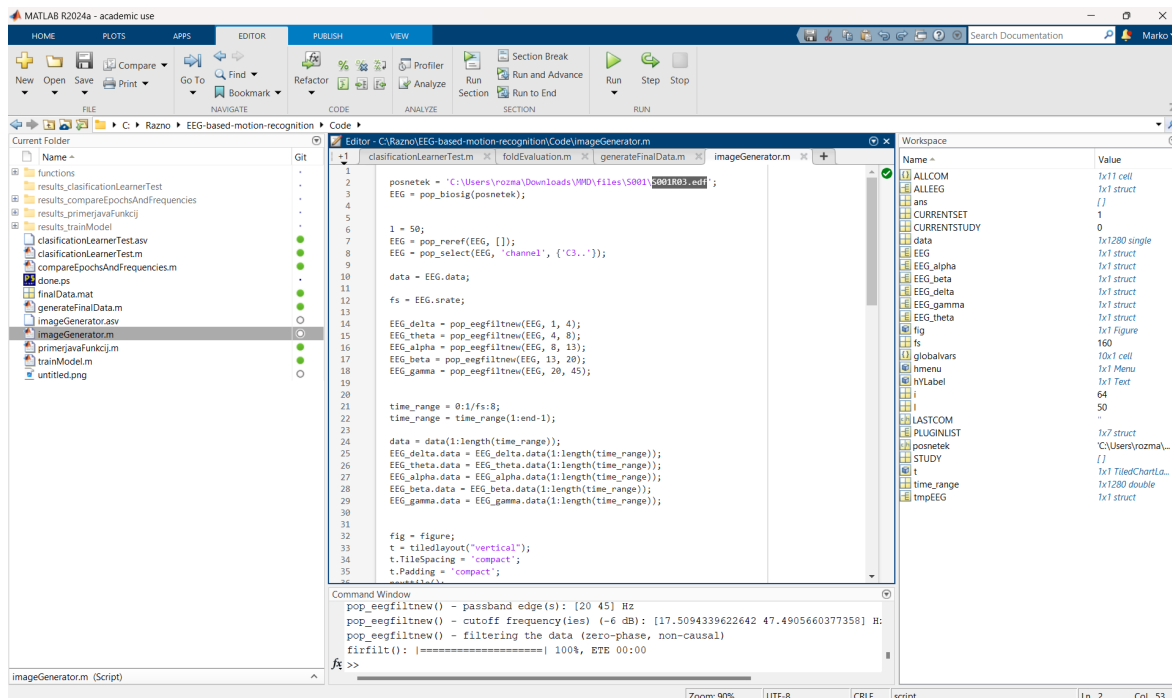 MATLAB R2024a - academic use
HOME PLOTS APPS EDITOR PUBLISH VIEW
Search Documentation
Marko
New Open Save
Compare
Print
FILE
Go To
Find
Bookmark
NAVIGATE
Refactor
CODE
Profiler
Analyze
ANALYZE
Run Section
Section Break
Run and Advance
Run to End
SECTION
Run Step Stop
RUN
C: ▸ Razno ▸ EEG-based-motion-recognition ▸ Code ▸
Current Folder
Name Git
functions
results_clasificationLearnerTest
results_compareEpochsAndFrequencies
results_primerjavaFunkcij
results_trainModel
clasificationLearnerTest.asv
clasificationLearnerTest.m
compareEpochsAndFrequencies.m
done.ps
finalData.mat
generateFinalData.m
imageGenerator.asv
imageGenerator.m
primerjavaFunkcij.m
trainModel.m
untitled.png
imageGenerator.m (Script)
Editor - C:\Razno\EEG-based-motion-recognition\Code\imageGenerator.m
+1 clasificationLearnerTest.m foldEvaluation.m generateFinalData.m imageGenerator.m +
1
2 posnetek = 'C:\Users\rozma\Downloads\MMD\files\S001\S001R03.edf';
3 EEG = pop_biosig(posnetek);
4
5
6 l = 50;
7 EEG = pop_reref(EEG, []);
8 EEG = pop_select(EEG, 'channel', {'C3..'});
9
10 data = EEG.data;
11
12 fs = EEG.srate;
13
14 EEG_delta = pop_eegfiltnew(EEG, 1, 4);
15 EEG_theta = pop_eegfiltnew(EEG, 4, 8);
16 EEG_alpha = pop_eegfiltnew(EEG, 8, 13);
17 EEG_beta = pop_eegfiltnew(EEG, 13, 20);
18 EEG_gamma = pop_eegfiltnew(EEG, 20, 45);
19
20
21 time_range = 0:1/fs:8;
22 time_range = time_range(1:end-1);
23
24 data = data(1:length(time_range));
25 EEG_delta.data = EEG_delta.data(1:length(time_range));
26 EEG_theta.data = EEG_theta.data(1:length(time_range));
27 EEG_alpha.data = EEG_alpha.data(1:length(time_range));
28 EEG_beta.data = EEG_beta.data(1:length(time_range));
29 EEG_gamma.data = EEG_gamma.data(1:length(time_range));
30
31
32 fig = figure;
33 t = tiledlayout("vertical");
34 t.TileSpacing = 'compact';
35 t.Padding = 'compact';
Command Window
pop_eegfiltnew() - passband edge(s): [20 45] Hz
pop_eegfiltnew() - cutoff frequency(ies) (-6 dB): [17.5094339622642 47.4905660377358] Hz
pop_eegfiltnew() - filtering the data (zero-phase, non-causal)
firfilt(): |====================| 100%, ETE 00:00
fx >>
Workspace
Name Value
ALLCOM 1x11 cell
ALLEEG 1x1 struct
ans []
CURRENTSET 1
CURRENTSTUDY 0
data 1x1280 single
EEG 1x1 struct
EEG_alpha 1x1 struct
EEG_beta 1x1 struct
EEG_delta 1x1 struct
EEG_gamma 1x1 struct
EEG_theta 1x1 struct
fig 1x1 Figure
fs 160
globalvars 10x1 cell
hmenu 1x1 Menu
hYLabel 1x1 Text
i 64
l 50
LASTCOM ''
PLUGINLIST 1x7 struct
posnetek 'C:\Users\rozma\...
STUDY []
t 1x1 TiledChartLa...
time_range 1x1280 double
tmpEEG 1x1 struct
Zoom: 90% UTF-8 CRLF script Ln 2 Col 53